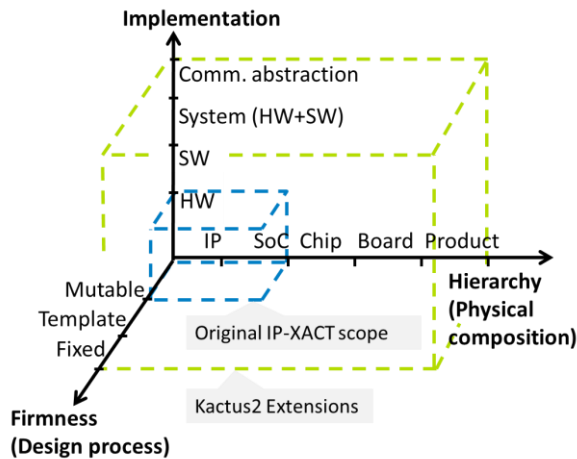 Implementation
Comm. abstraction
System (HW+SW)
SW
HW
IP SoC Chip Board Product
Hierarchy
(Physical
composition)
Mutable
Template
Fixed
Original IP-XACT scope
Kactus2 Extensions
Firmness
(Design process)